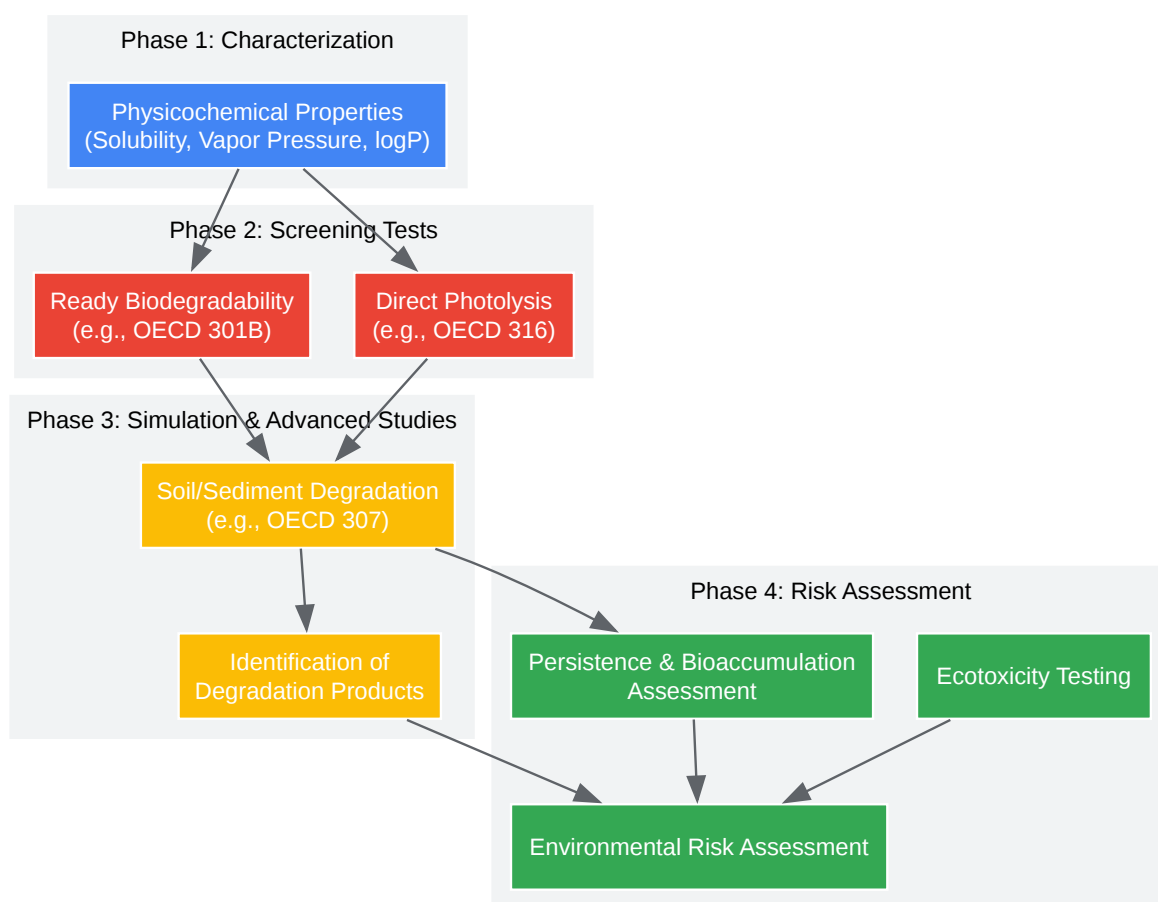 Phase 1: Characterization
Physicochemical Properties
(Solubility, Vapor Pressure, logP)
Phase 2: Screening Tests
Ready Biodegradability
(e.g., OECD 301B)
Direct Photolysis
(e.g., OECD 316)
Phase 3: Simulation & Advanced Studies
Soil/Sediment Degradation
(e.g., OECD 307)
Identification of
Degradation Products
Phase 4: Risk Assessment
Persistence & Bioaccumulation
Assessment
Ecotoxicity Testing
Environmental Risk Assessment